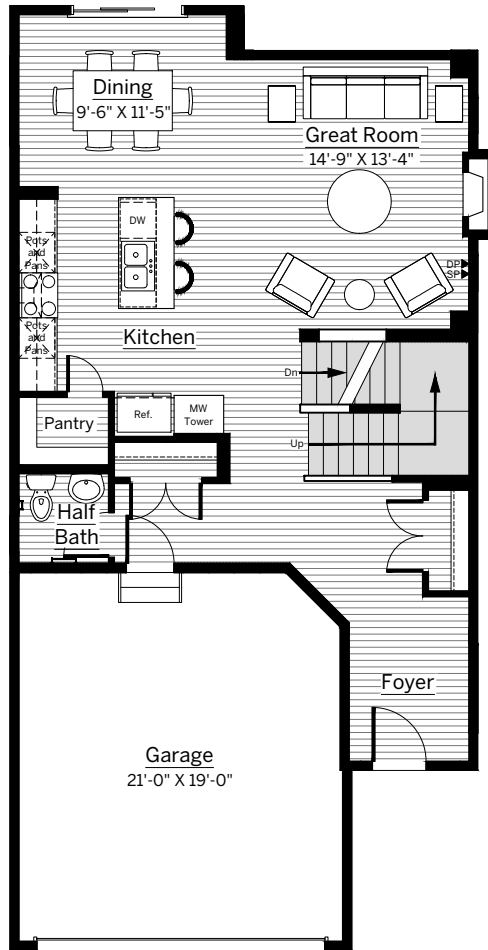 Dining
9'-6" X 11'-5"
Great Room
14'-9" X 13'-4"
DW
Pots
and
Pans
DP
SP
Pots
and
Pans
Kitchen
Dn
Ref.
MW
Tower
Pantry
Up
Half
Bath
Foyer
Garage
21'-0" X 19'-0"